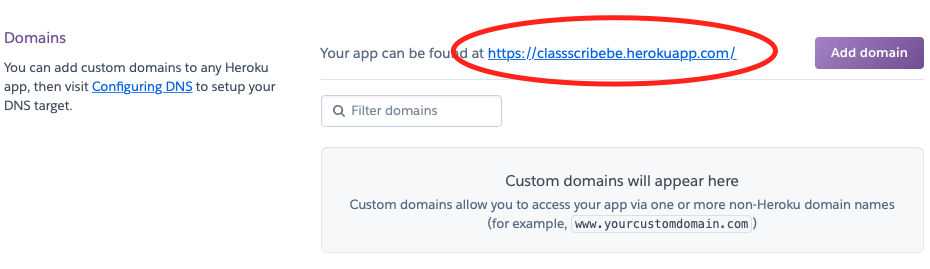 Domains
You can add custom domains to any Heroku
app, then visit Configuring DNS to setup your
DNS target.
Your app can be found at https://classscribebe.herokuapp.com/
Add domain
Filter domains
Custom domains will appear here
Custom domains allow you to access your app via one or more non-Heroku domain names
(for example, www.yourcustomdomain.com)